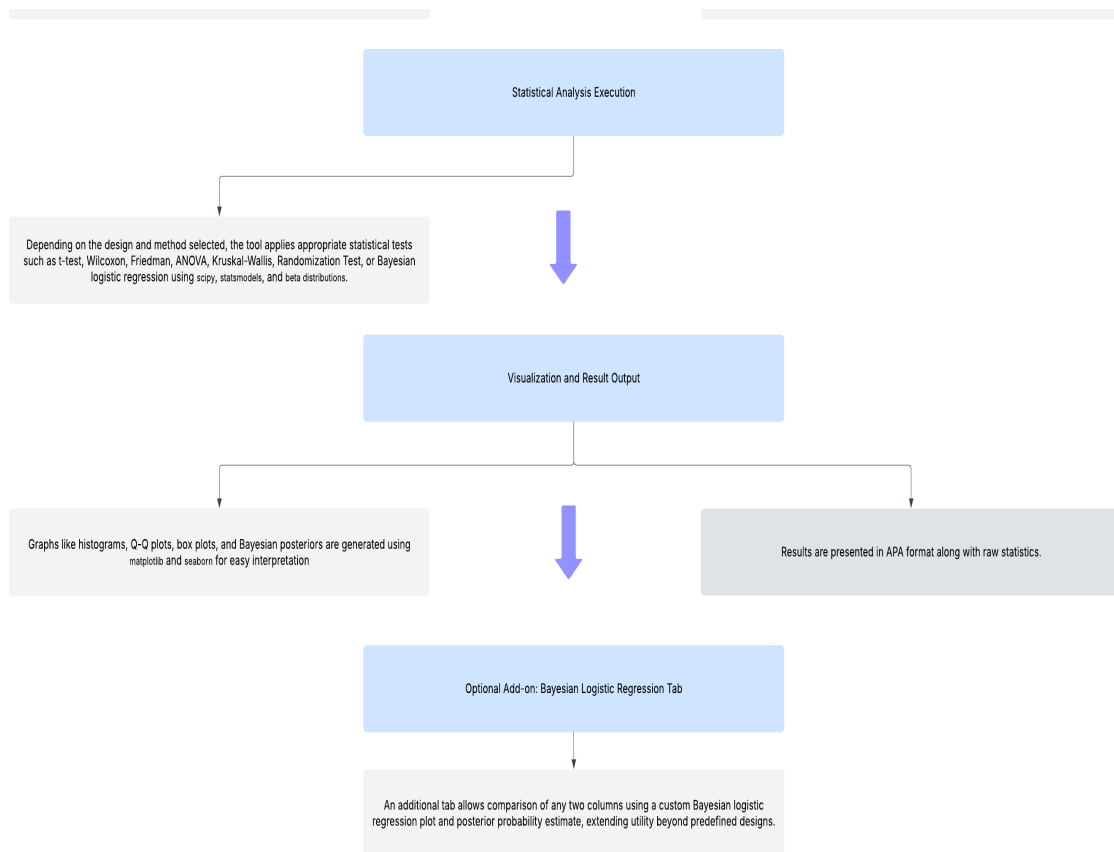 Statistical Analysis Execution
Depending on the design and method selected, the tool applies appropriate statistical tests
such as t-test, Wilcoxon, Friedman, ANOVA, Kruskal-Wallis, Randomization Test, or Bayesian
logistic regression using scipy, statsmodels, and beta distributions.
Visualization and Result Output
Graphs like histograms, Q-Q plots, box plots, and Bayesian posteriors are generated using
matplotlib and seaborn for easy interpretation
Results are presented in APA format along with raw statistics.
Optional Add-on: Bayesian Logistic Regression Tab
An additional tab allows comparison of any two columns using a custom Bayesian logistic
regression plot and posterior probability estimate, extending utility beyond predefined designs.